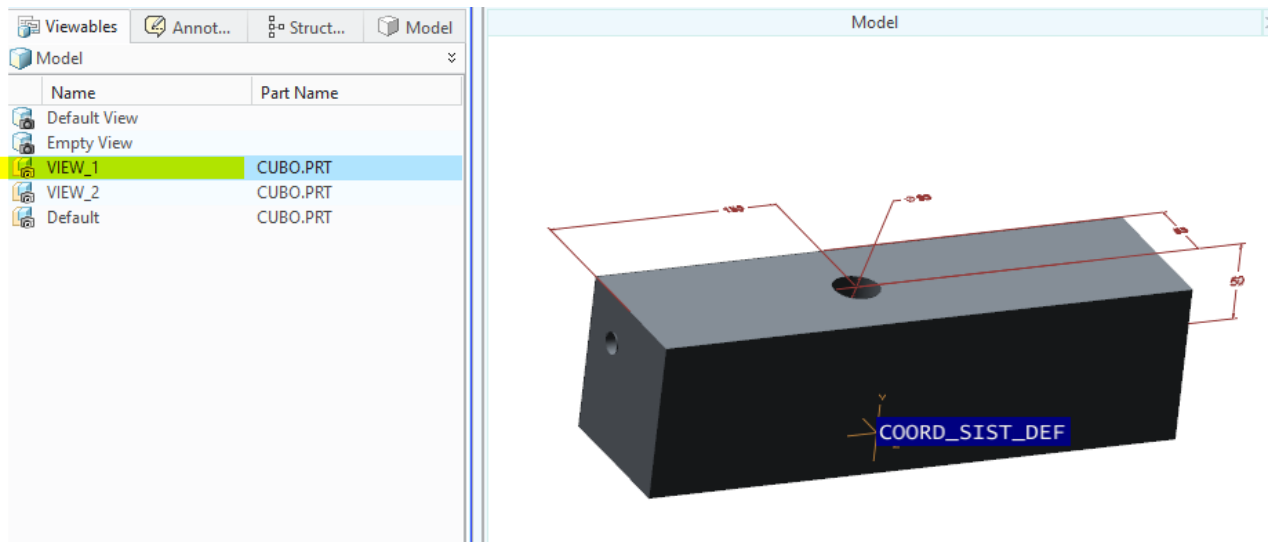 Viewables Annot... Struct... Model
Model
Name Part Name
Default View
Empty View
VIEW_1 CUBO.PRT
VIEW_2 CUBO.PRT
Default CUBO.PRT
Model
50
Y
COORD_SIST_DEF